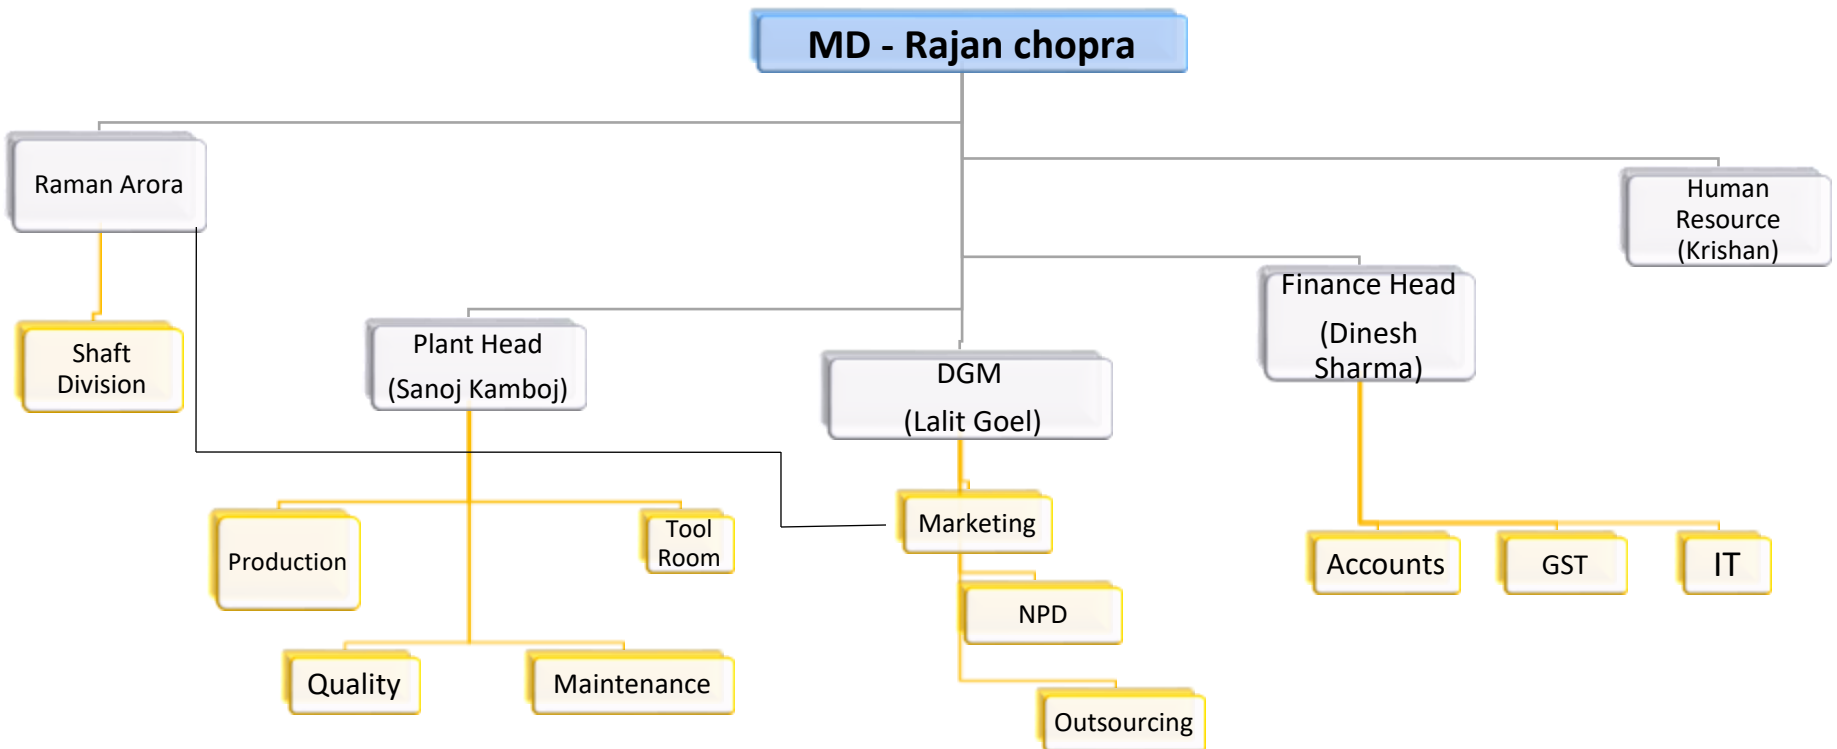 MD - Rajan chopra
Raman Arora
Human
Resource
(Krishan)
Finance Head
(Dinesh
Sharma)
Shaft
Division
Plant Head
(Sanoj Kamboj)
DGM
(Lalit Goel)
Production
Tool
Room
Marketing
Accounts
GST
IT
NPD
Quality
Maintenance
Outsourcing